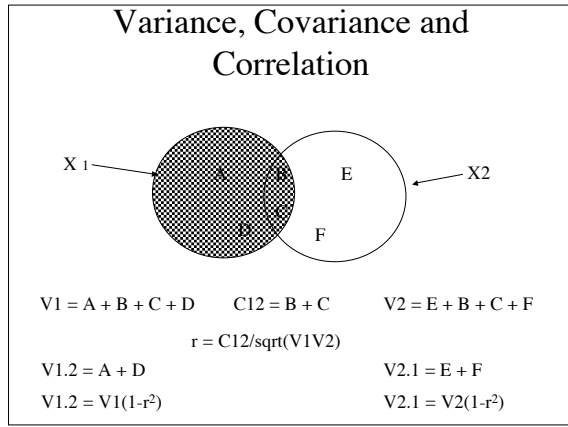 Variance, Covariance and
Correlation
X 1
A
B
E
X2
C
D
F
V1 = A + B + C + D
C12 = B + C
V2 = E + B + C + F
r = C12/sqrt(V1V2)
V1.2 = A + D
V2.1 = E + F
V1.2 = V1(1-r²)
V2.1 = V2(1-r²)